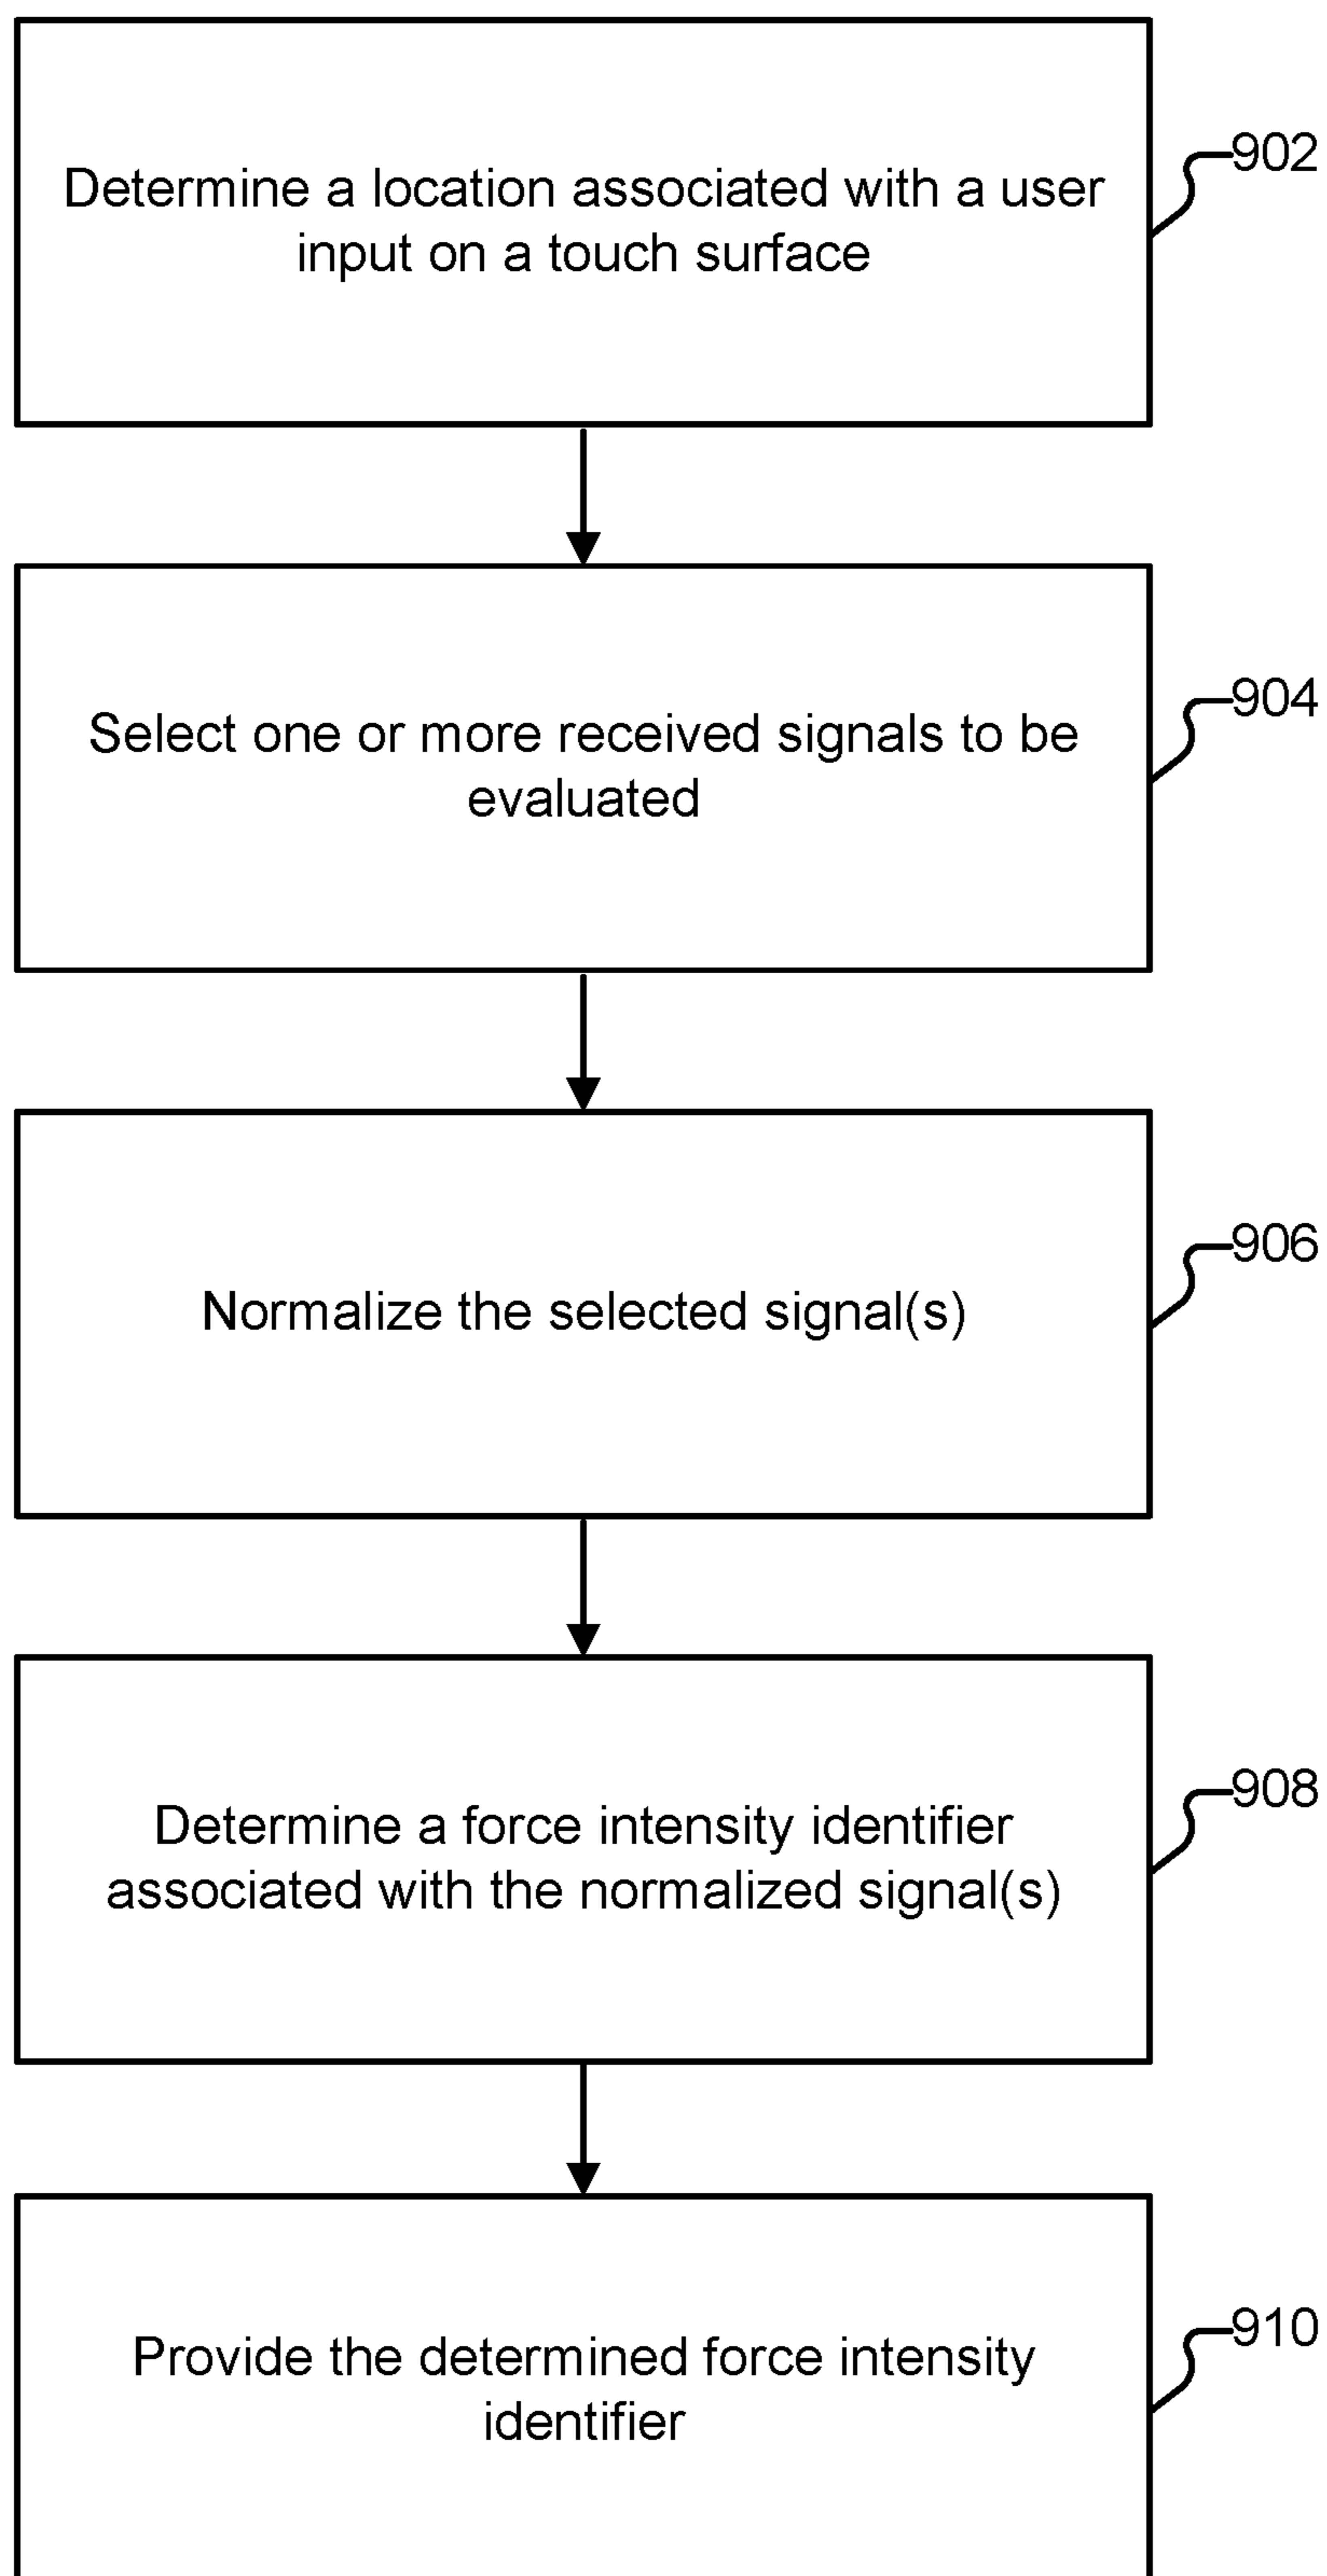 Determine a location associated with a user
input on a touch surface
902
Select one or more received signals to be
evaluated
904
Normalize the selected signal(s)
906
Determine a force intensity identifier
associated with the normalized signal(s)
908
Provide the determined force intensity
identifier
910